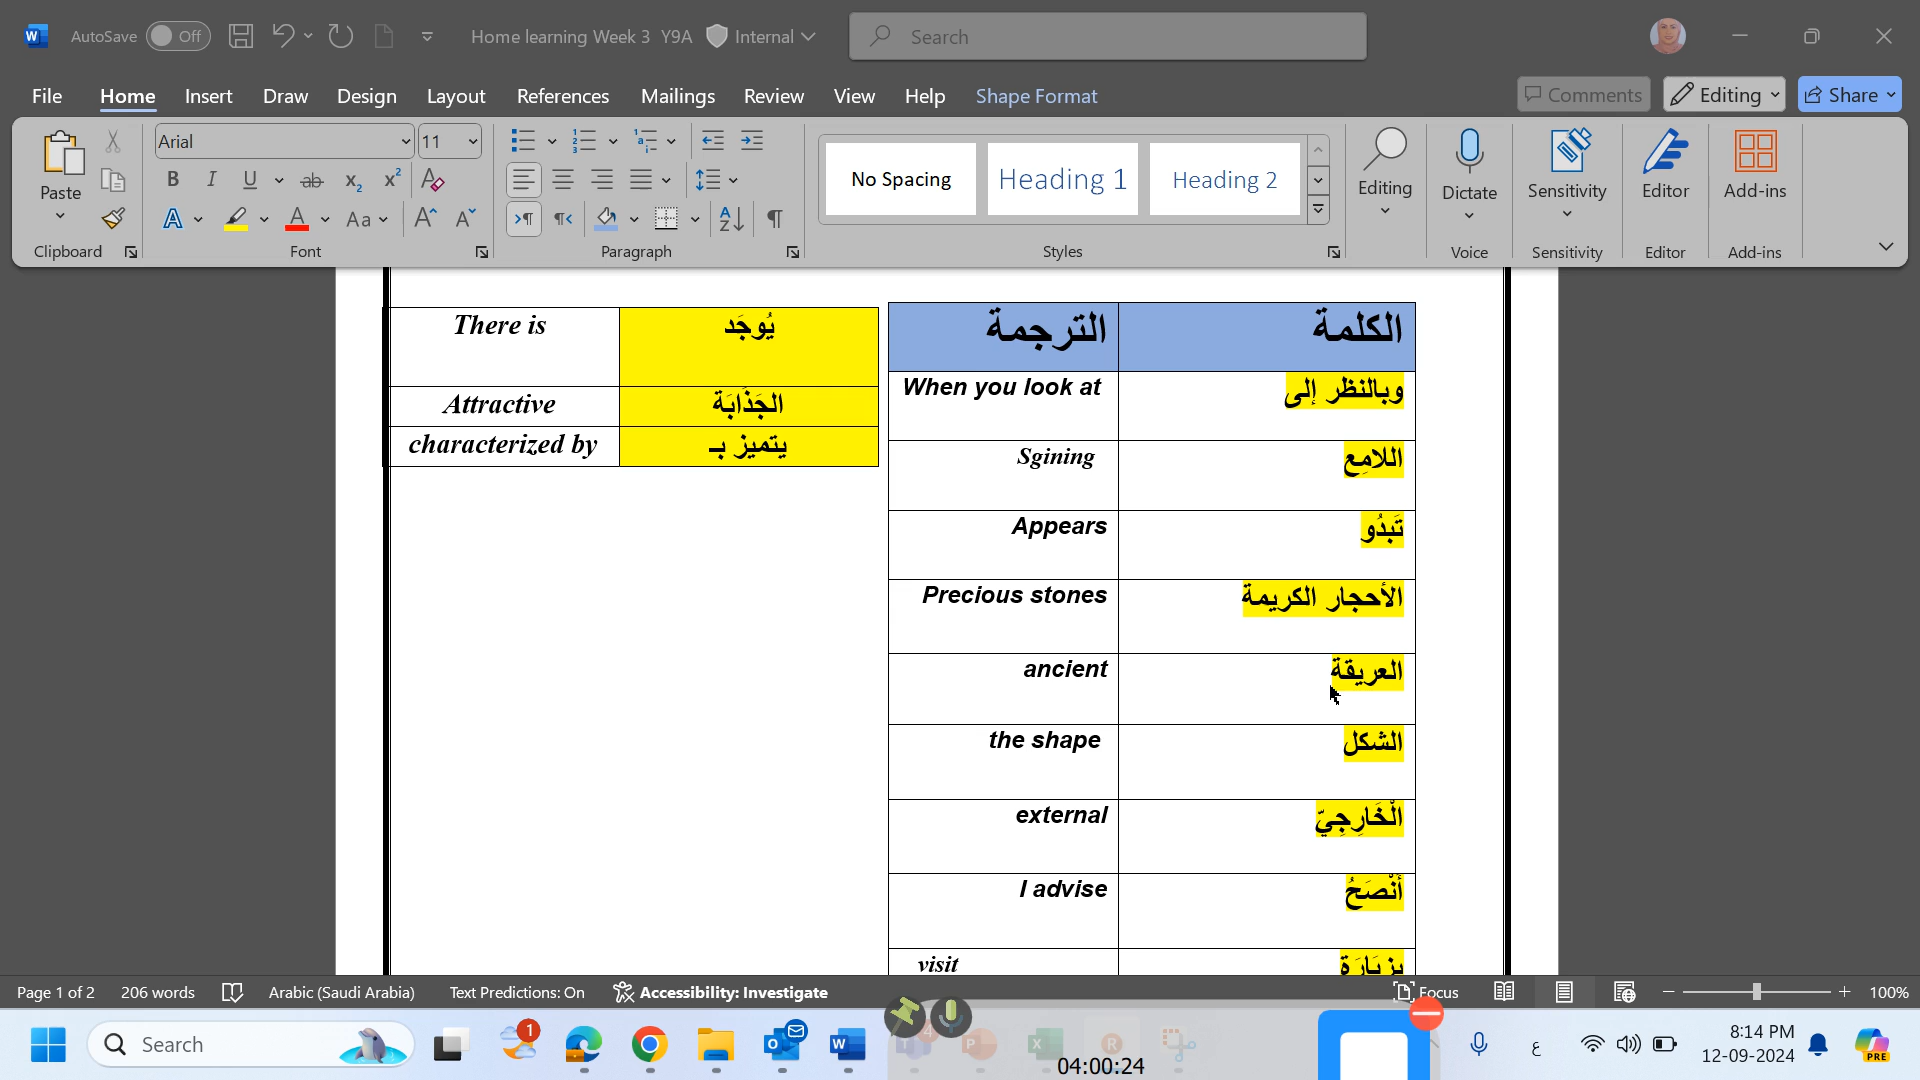 AutoSave Off Home learning Week 3 Y9A Internal Search
File Home Insert Draw Design Layout References Mailings Review View Help Shape Format Comments Editing Share
Paste
Clipboard
Arial 11
Font
Paragraph
No Spacing Heading 1 Heading 2
Styles
Editing
Dictate
Voice
Sensitivity
Sensitivity
Editor
Editor
Add-ins
Add-ins
الكلمة الترجمة
وبالنظر إلى When you look at
اللامِع Sgining
تَبدُو Appears
الأحجار الكريمة Precious stones
العريقة ancient
الشكل the shape
الْخَارِجِيّ external
أَنْصَحُ I advise
بِزِيَارَة visit
يُوجَد There is
الجَذّابَة Attractive
يتميز بـ characterized by
Page 1 of 2 206 words Arabic (Saudi Arabia) Text Predictions: On Accessibility: Investigate Focus 100%
Search 1 04:00:24 ع 8:14 PM
12-09-2024 PRE